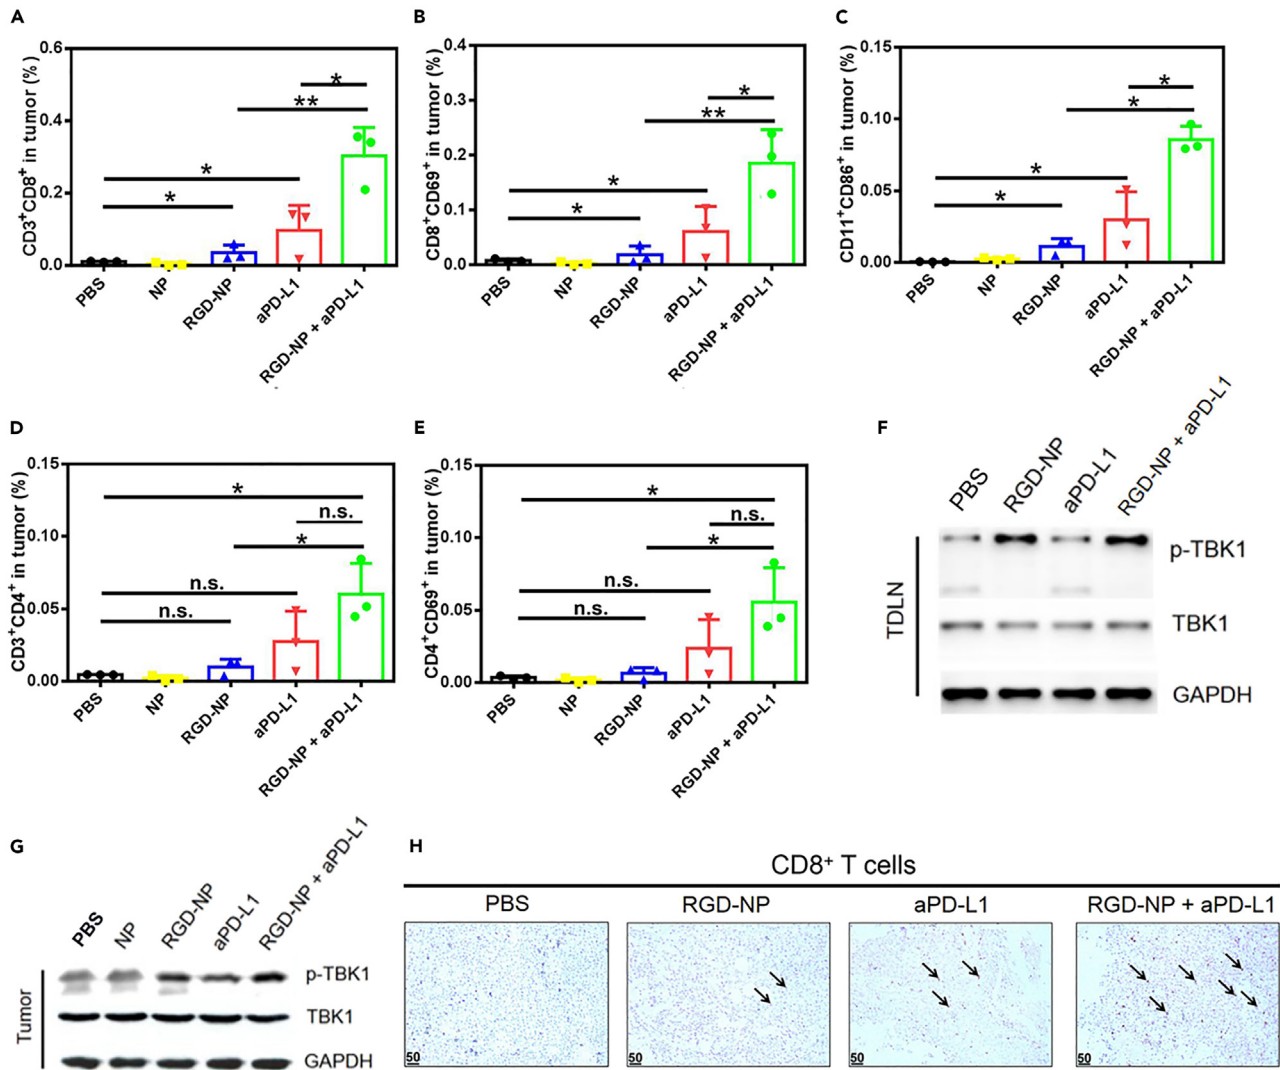 A
CD3⁺CD8⁺ in tumor (%)
0.6
0.4
0.2
0.0
*
**
*
*
PBS
NP
RGD-NP
aPD-L1
RGD-NP + aPD-L1
B
CD8⁺CD69⁺ in tumor (%)
0.4
0.3
0.2
0.1
0.0
*
**
*
*
PBS
NP
RGD-NP
aPD-L1
RGD-NP + aPD-L1
C
CD11⁺CD86⁺ in tumor (%)
0.15
0.10
0.05
0.00
*
*
*
*
PBS
NP
RGD-NP
aPD-L1
RGD-NP + aPD-L1
D
CD3⁺CD4⁺ in tumor (%)
0.15
0.10
0.05
0.00
*
n.s.
*
n.s.
n.s.
PBS
NP
RGD-NP
aPD-L1
RGD-NP + aPD-L1
E
CD4⁺CD69⁺ in tumor (%)
0.15
0.10
0.05
0.00
*
n.s.
*
n.s.
n.s.
PBS
NP
RGD-NP
aPD-L1
RGD-NP + aPD-L1
F
PBS
RGD-NP
aPD-L1
RGD-NP + aPD-L1
TDLN
p-TBK1
TBK1
GAPDH
G
PBS
NP
RGD-NP
aPD-L1
RGD-NP + aPD-L1
Tumor
p-TBK1
TBK1
GAPDH
H
CD8⁺ T cells
PBS
RGD-NP
aPD-L1
RGD-NP + aPD-L1
50
50
50
50